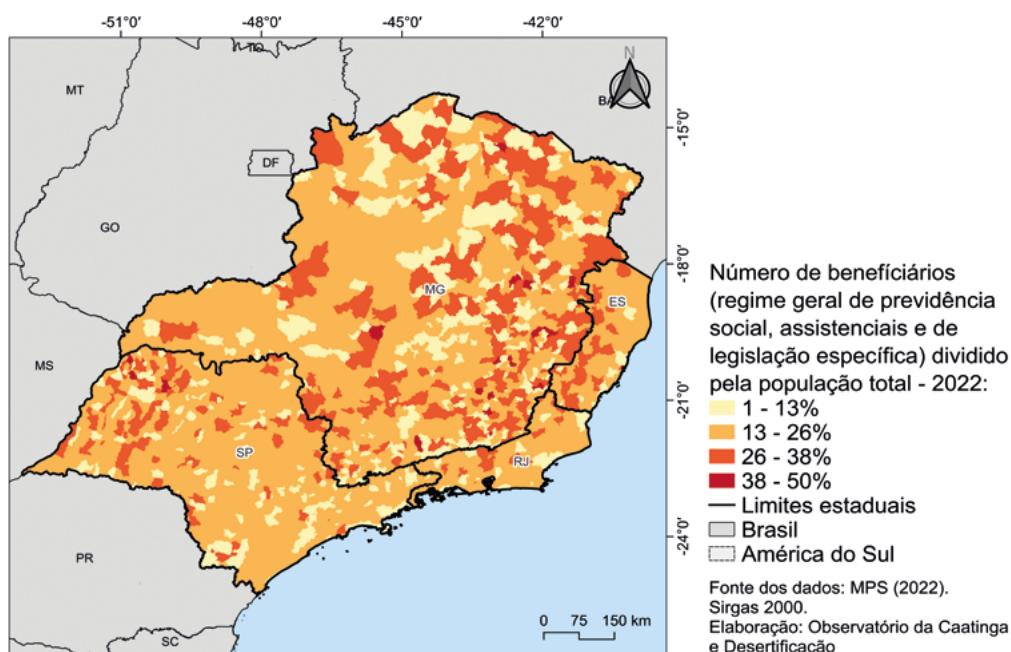 -51°0'
-48°0'
-45°0'
-42°0'
TO
N
MT
BA
-15°0'
DF
GO
-18°0'
MG
ES
MS
-21°0'
SP
RJ
-24°0'
PR
0 75 150 km
SC
Número de benefíciários
(regime geral de previdência
social, assistenciais e de
legislação específica) dividido
pela população total - 2022:
1 - 13%
13 - 26%
26 - 38%
38 - 50%
Limites estaduais
Brasil
América do Sul
Fonte dos dados: MPS (2022).
Sirgas 2000.
Elaboração: Observatório da Caatinga
e Desertificação